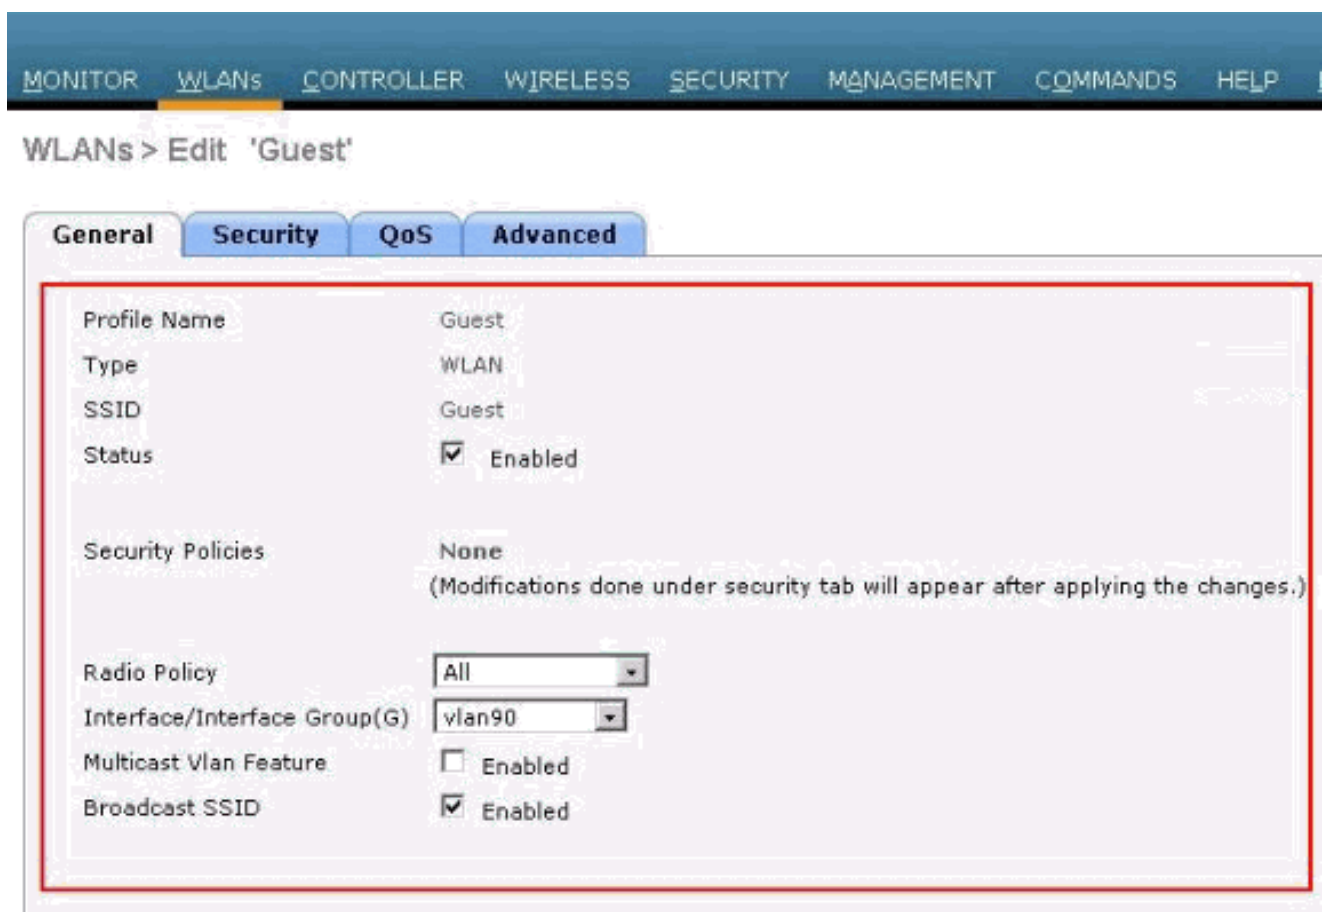 MONITOR WLANs CONTROLLER WIRELESS SECURITY MANAGEMENT COMMANDS HELP
WLANs > Edit 'Guest'
General Security QoS Advanced
Profile Name Guest
Type WLAN
SSID Guest
Status Enabled
Security Policies None
(Modifications done under security tab will appear after applying the changes.)
Radio Policy All
Interface/Interface Group(G) vlan90
Multicast Vlan Feature Enabled
Broadcast SSID Enabled